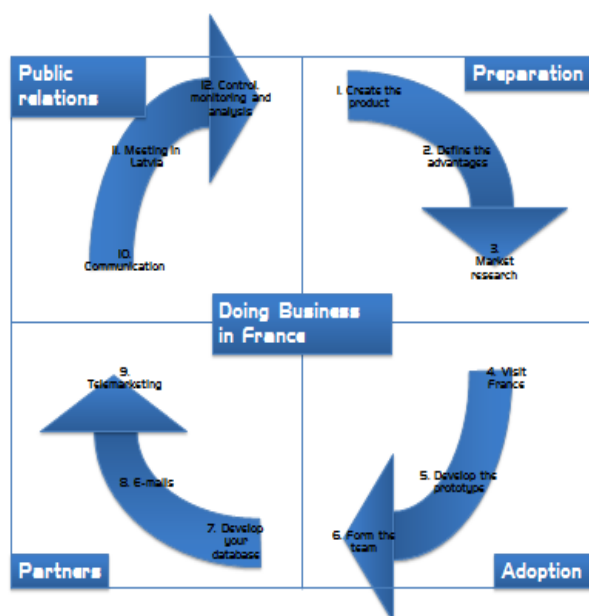 Public
relations
12. Control,
monitoring and
analysis
11. Meeting in
Latvia
10.
Communication
Preparation
1. Create the
product
2. Define the
advantages
3.
Market
research
Doing Business
in France
9.
Telemarketing
8. E-mails
7. Develop
your
database
Partners
4. Visit
France
5. Develop the
prototype
6. Form the
team
Adoption